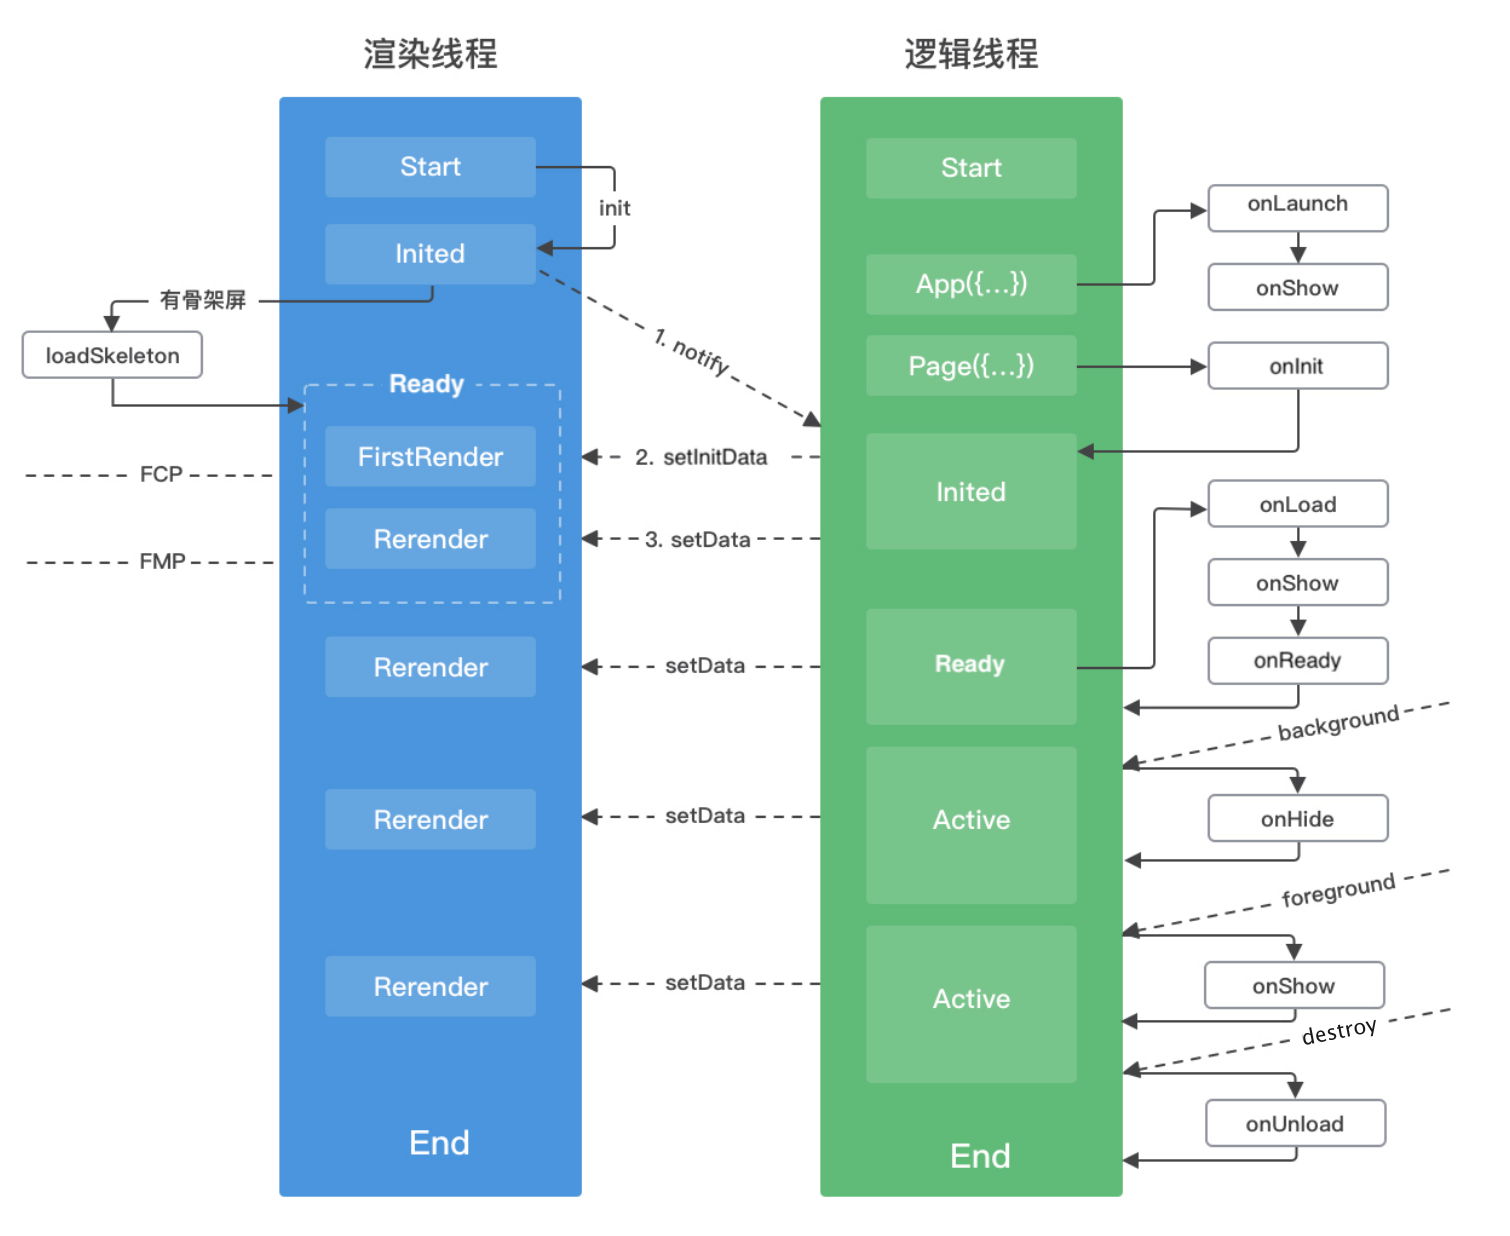 渲染线程
逻辑线程
Start
init
Inited
有骨架屏
loadSkeleton
Ready
FirstRender
FCP
Rerender
FMP
Rerender
Rerender
Rerender
End
1. notify
2. setInitData
3. setData
setData
setData
setData
Start
App({...})
Page({...})
Inited
Ready
Active
Active
End
onLaunch
onShow
onInit
onLoad
onShow
onReady
background
onHide
foreground
onShow
destroy
onUnload